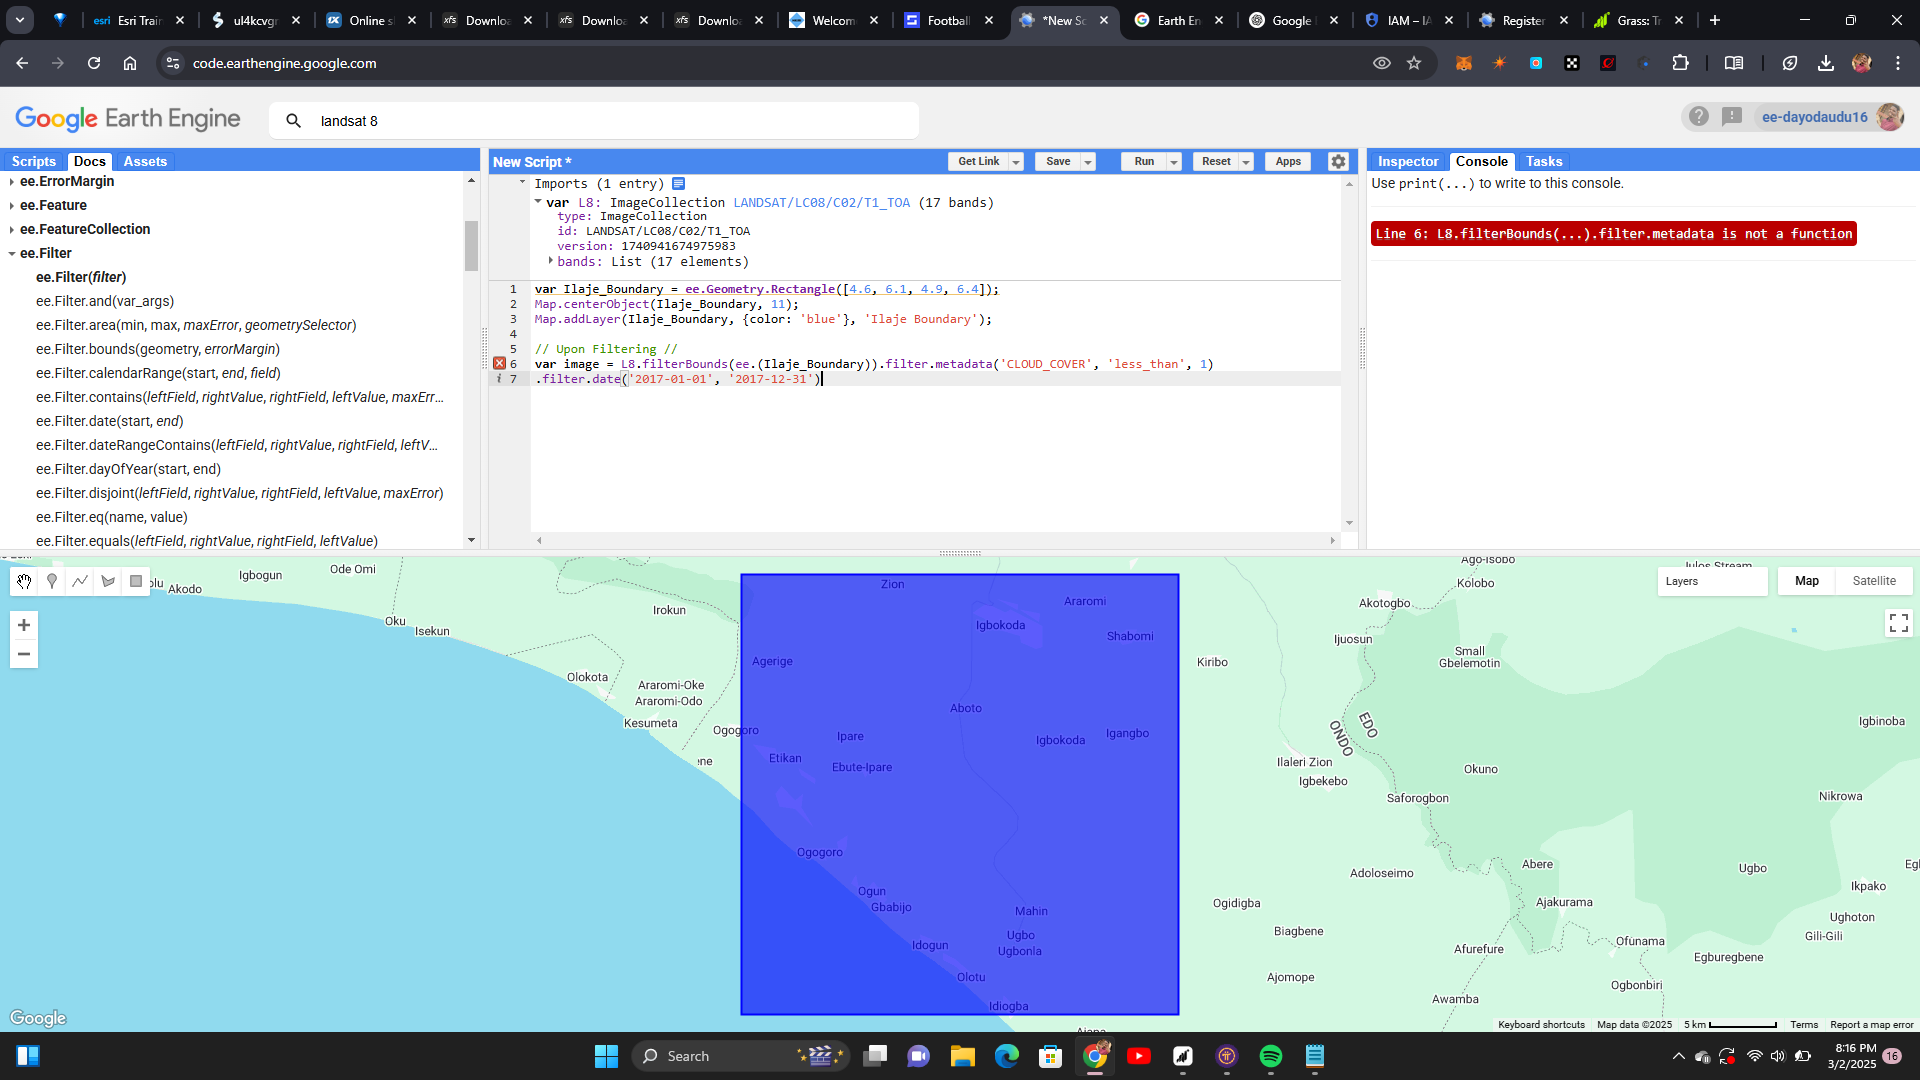 esri Esri Train
ul4kcvgr
Online s
Downloa
Downloa
Downloa
Welcom
Football
*New Sc
Earth En
Google
IAM – IA
Register
Grass: Tr
code.earthengine.google.com
Google Earth Engine
landsat 8
ee-dayodaudu16
Scripts Docs Assets
ee.ErrorMargin
ee.Feature
ee.FeatureCollection
ee.Filter
ee.Filter(filter)
ee.Filter.and(var_args)
ee.Filter.area(min, max, maxError, geometrySelector)
ee.Filter.bounds(geometry, errorMargin)
ee.Filter.calendarRange(start, end, field)
ee.Filter.contains(leftField, rightValue, rightField, leftValue, maxErr...
ee.Filter.date(start, end)
ee.Filter.dateRangeContains(leftField, rightValue, rightField, leftV...
ee.Filter.dayOfYear(start, end)
ee.Filter.disjoint(leftField, rightValue, rightField, leftValue, maxError)
ee.Filter.eq(name, value)
ee.Filter.equals(leftField, rightValue, rightField, leftValue)
New Script *
Get Link Save Run Reset Apps
Imports (1 entry)
var L8: ImageCollection LANDSAT/LC08/C02/T1_TOA (17 bands)
type: ImageCollection
id: LANDSAT/LC08/C02/T1_TOA
version: 1740941674975983
bands: List (17 elements)
1 var Ilaje_Boundary = ee.Geometry.Rectangle([4.6, 6.1, 4.9, 6.4]);
2 Map.centerObject(Ilaje_Boundary, 11);
3 Map.addLayer(Ilaje_Boundary, {color: 'blue'}, 'Ilaje Boundary');
4
5 // Upon Filtering //
6 var image = L8.filterBounds(ee.(Ilaje_Boundary)).filter.metadata('CLOUD_COVER', 'less_than', 1)
i 7 .filter.date('2017-01-01', '2017-12-31')
Inspector Console Tasks
Use print(...) to write to this console.
Line 6: L8.filterBounds(...).filter.metadata is not a function
Layers
Map Satellite
Akodo
Igbogun
Ode Omi
Oku
Isekun
Irokun
Olokota
Araromi-Oke
Araromi-Odo
Kesumeta
Ogogoro
ene
Zion
Araromi
Igbokoda
Shabomi
Agerige
Aboto
Ipare
Igbokoda
Igangbo
Etikan
Ebute-Ipare
Ogogoro
Ogun
Gbabijo
Mahin
Ugbo
Ugbonla
Idogun
Olotu
Idiogba
Kiribo
Ago-Isobo
Kolobo
Akotogbo
Ijuosun
Small
Gbelemotin
EDO
ONDO
Ilaleri Zion
Igbekebo
Okuno
Saforogbon
Igbinoba
Nikrowa
Adoloseimo
Abere
Ugbo
Ikpako
Ogidigba
Ajakurama
Ughoton
Biagbene
Gili-Gili
Afurefure
Ofunama
Egburegbene
Ajomope
Ogbonbiri
Awamba
Google
Keyboard shortcuts Map data ©2025 5 km Terms Report a map error
Search
8:16 PM
3/2/2025
16